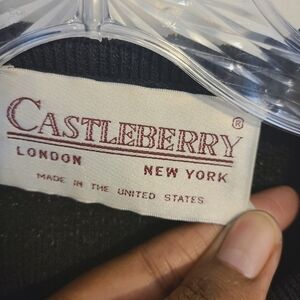 CASTLEBERRY®
LONDON NEW YORK
MADE IN THE UNITED STATES